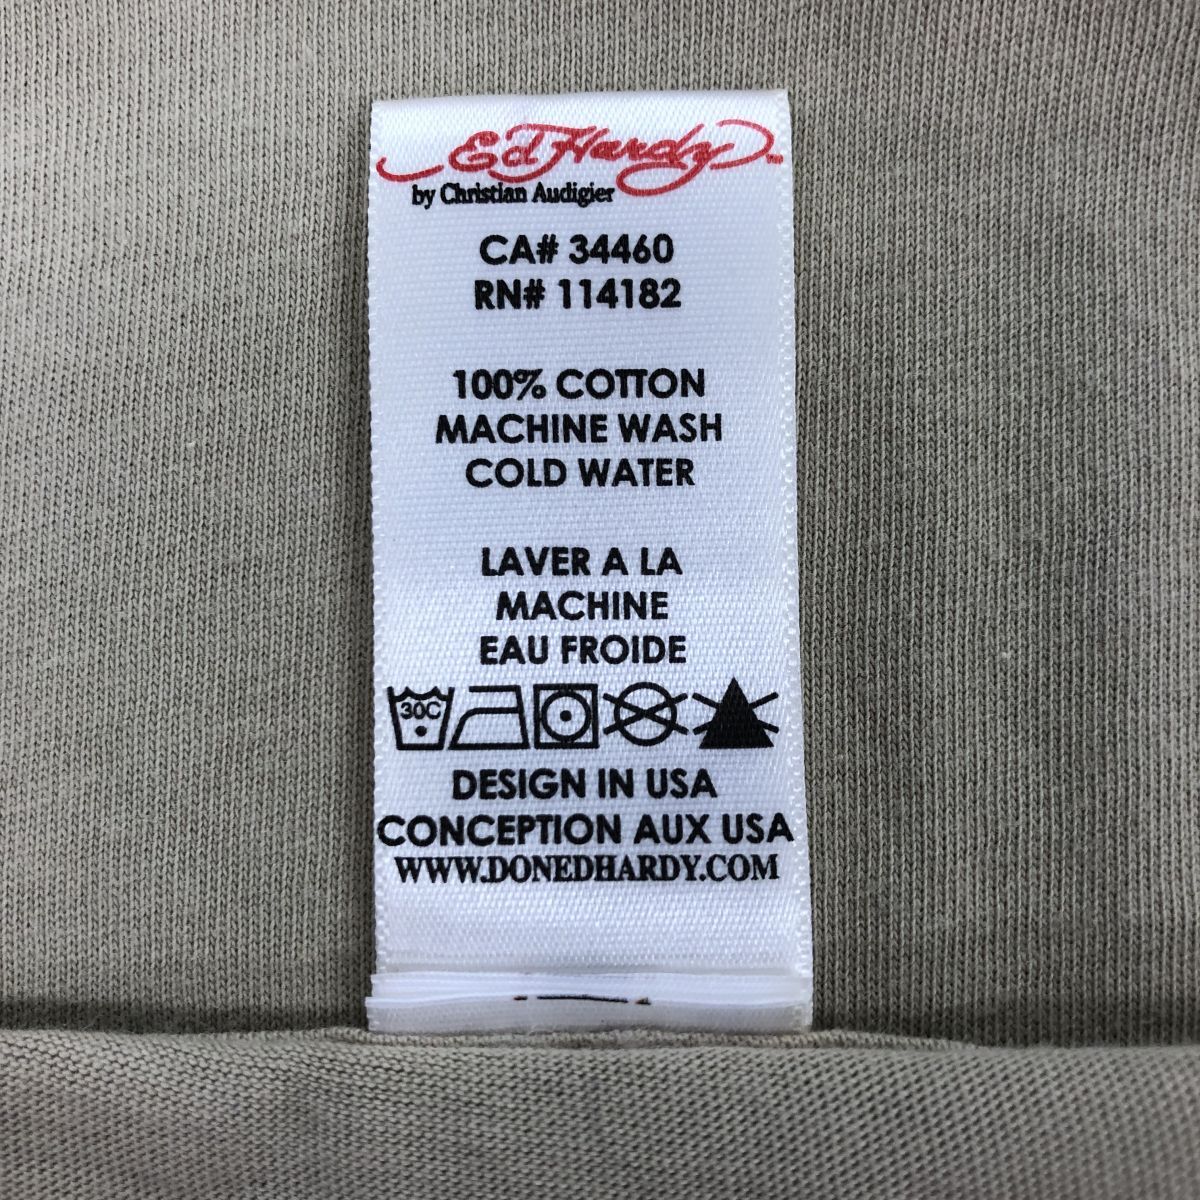 Ed Hardy™
by Christian Audigier
CA# 34460
RN# 114182
100% COTTON
MACHINE WASH
COLD WATER
LAVER A LA
MACHINE
EAU FROIDE
30C
DESIGN IN USA
CONCEPTION AUX USA
WWW.DONEDHARDY.COM